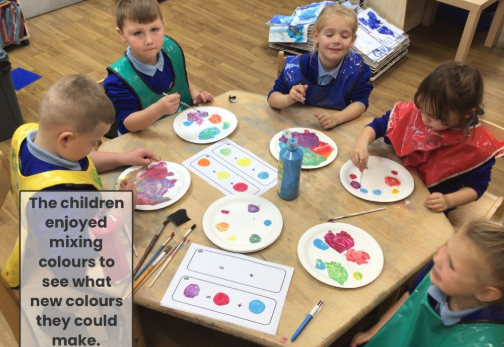 The children
enjoyed
mixing
colours to
see what
new colours
they could
make.